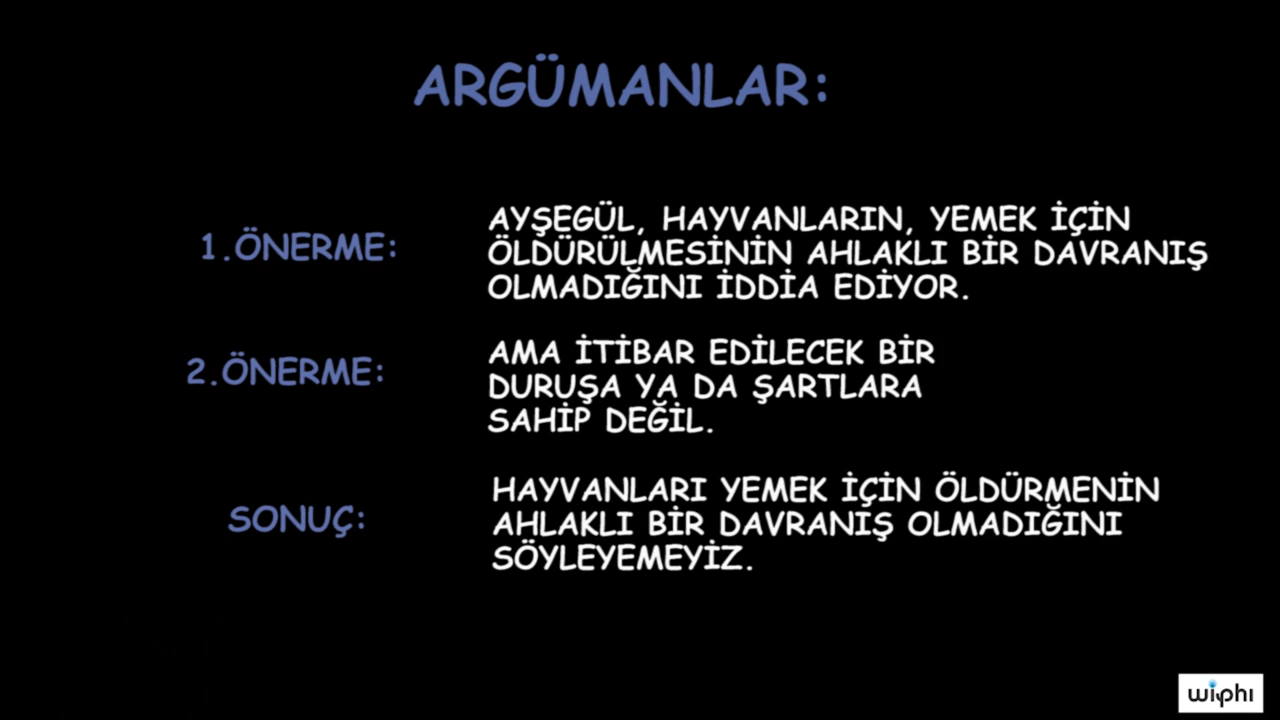 ARGÜMANLAR:
1.ÖNERME:
AYŞEGÜL, HAYVANLARIN, YEMEK İÇİN
ÖLDÜRÜLMESİNİN AHLAKLI BİR DAVRANIŞ
OLMADIĞINI İDDİA EDİYOR.
2.ÖNERME:
AMA İTİBAR EDİLECEK BİR
DURUŞA YA DA ŞARTLARA
SAHİP DEĞİL.
SONUÇ:
HAYVANLARI YEMEK İÇİN ÖLDÜRMENİN
AHLAKLI BİR DAVRANIŞ OLMADIĞINI
SÖYLEYEMEYİZ.
wiphi